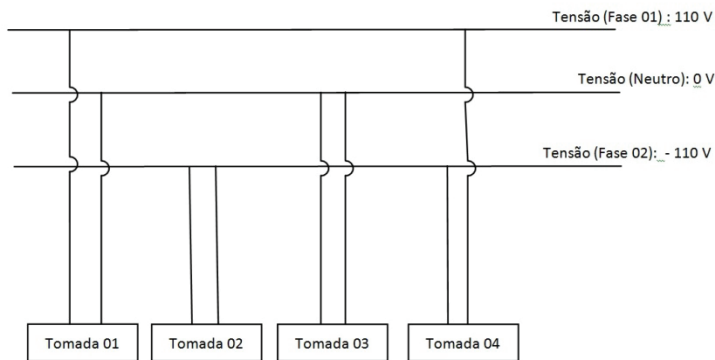 Tensão (Fase 01) : 110 V
Tensão (Neutro): 0 V
Tensão (Fase 02): - 110 V
Tomada 01
Tomada 02
Tomada 03
Tomada 04